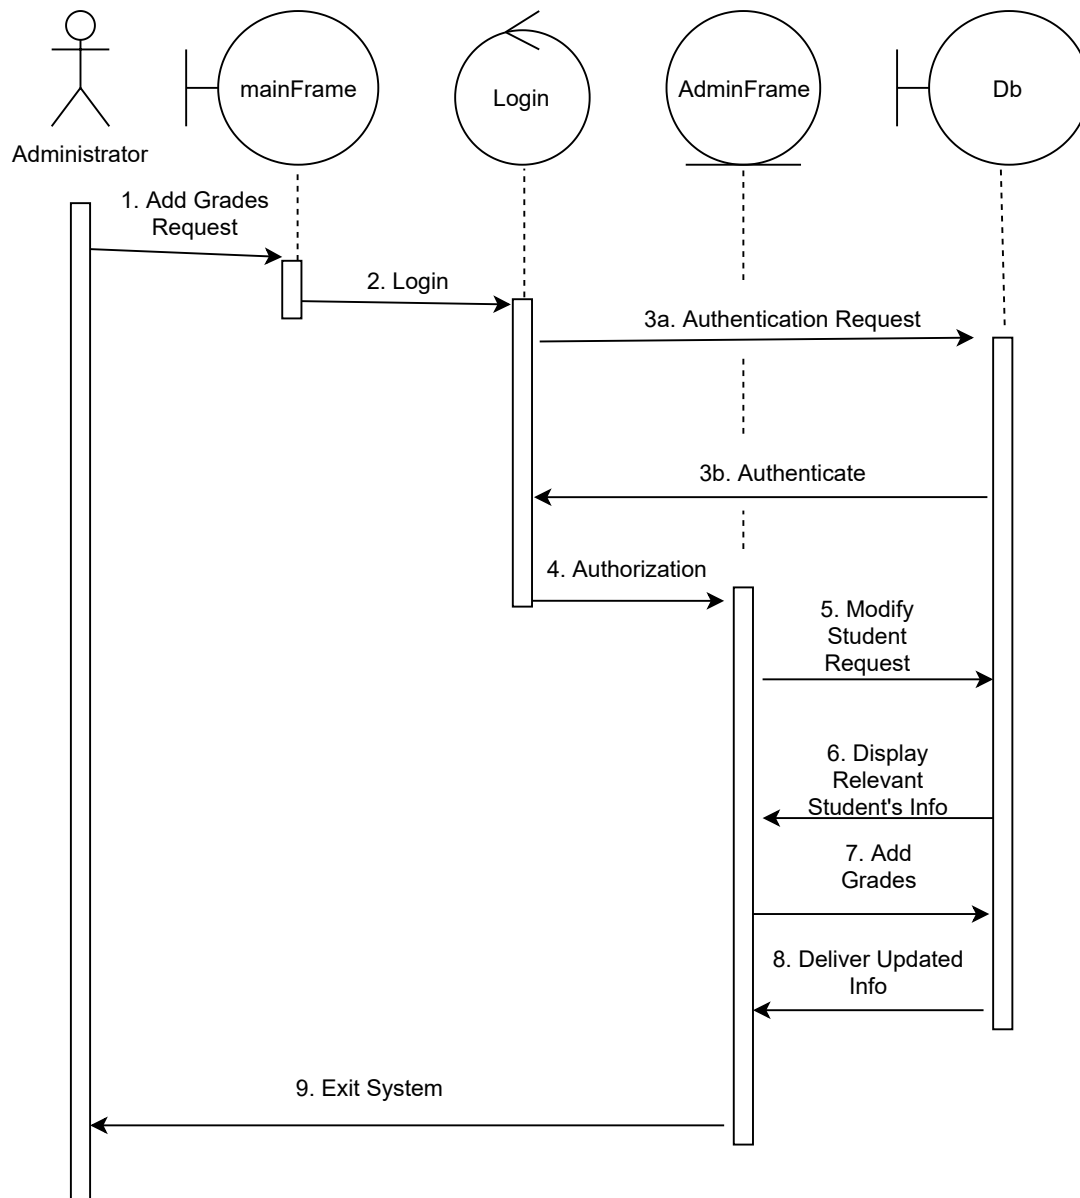 mainFrame
Login
AdminFrame
Db
Administrator
1. Add Grades
Request
2. Login
3a. Authentication Request
3b. Authenticate
4. Authorization
5. Modify
Student
Request
6. Display
Relevant
Student's Info
7. Add
Grades
8. Deliver Updated
Info
9. Exit System